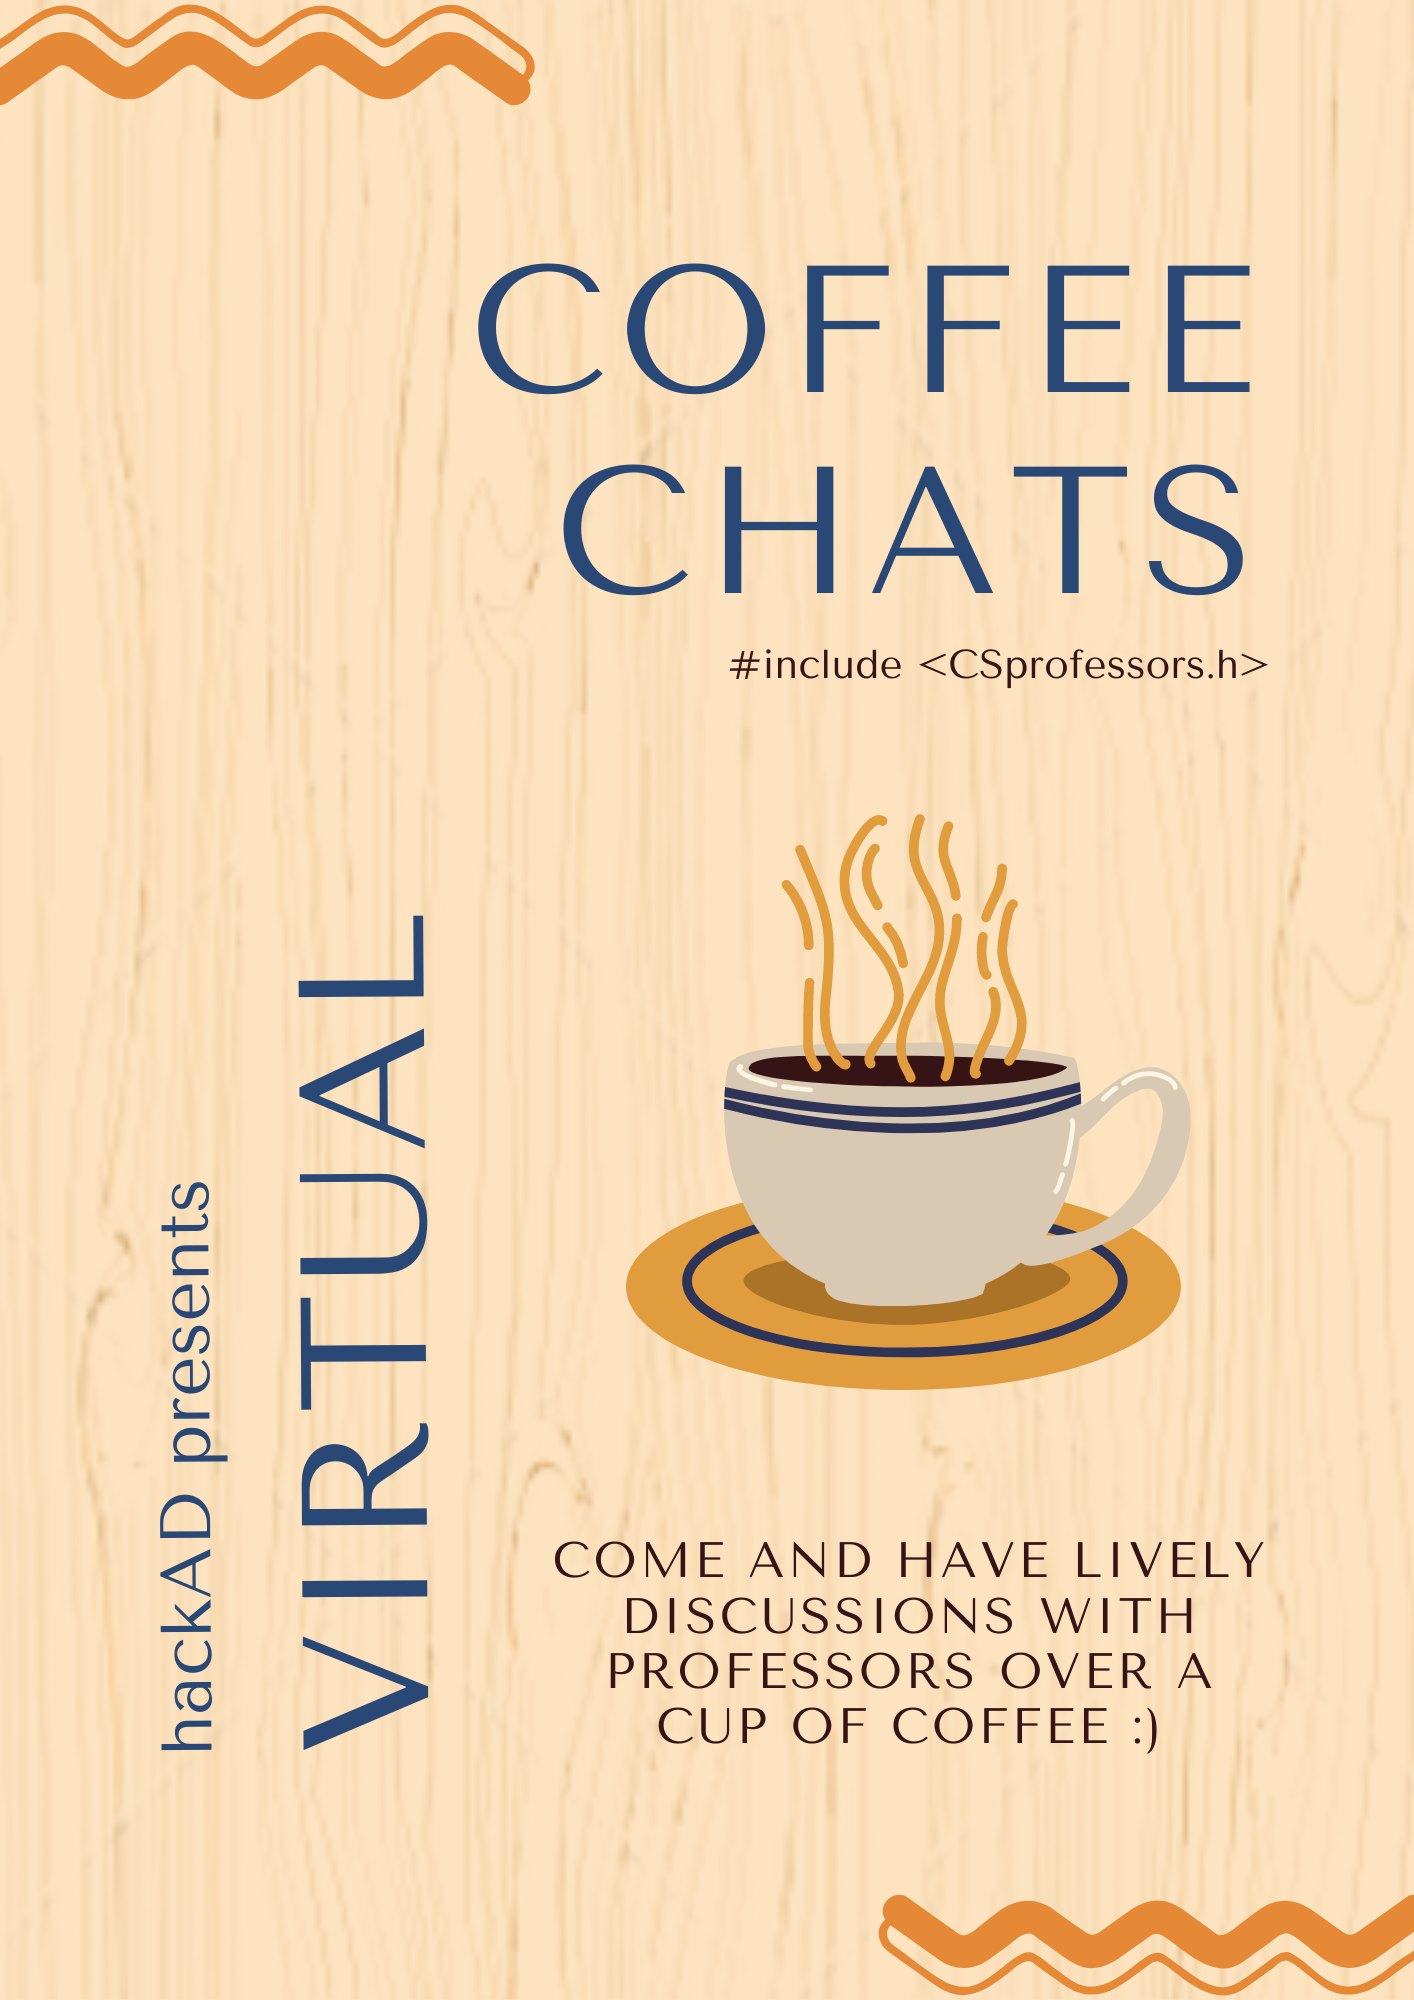 hackAD presents
VIRTUAL
COFFEE
CHATS
#include <CSprofessors.h>
COME AND HAVE LIVELY
DISCUSSIONS WITH
PROFESSORS OVER A
CUP OF COFFEE :)